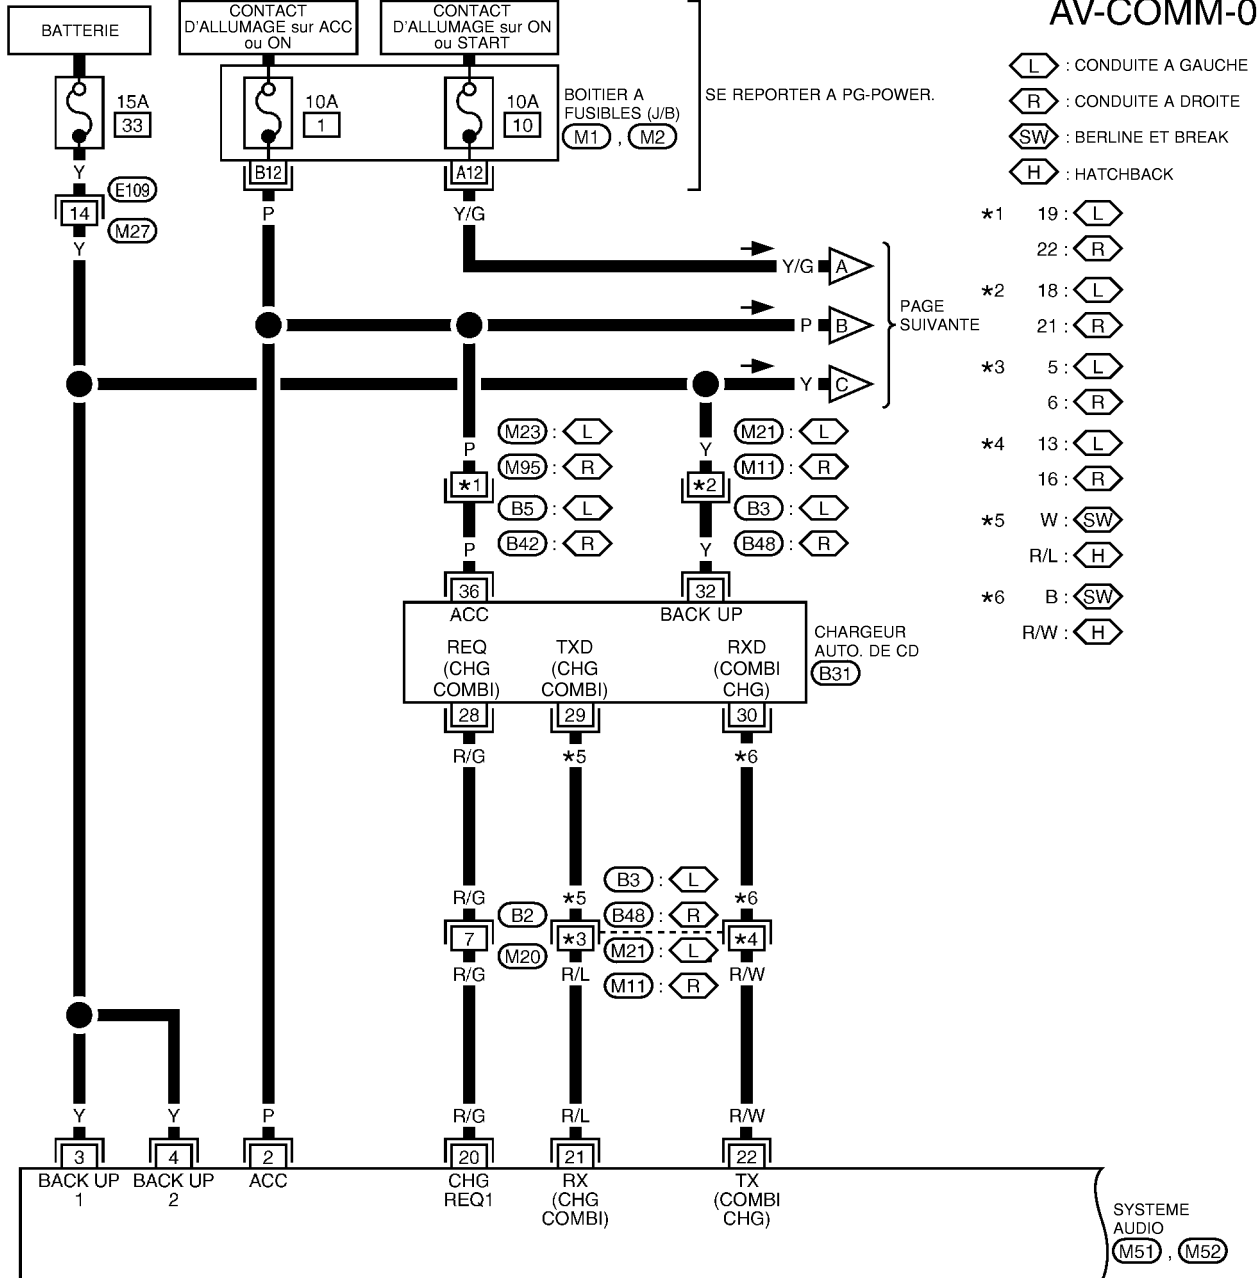 AV-COMM-0
BATTERIE
CONTACT
D'ALLUMAGE sur ACC
ou ON
CONTACT
D'ALLUMAGE sur ON
ou START
15A
33
10A
1
10A
10
BOITIER A
FUSIBLES (J/B)
M1 , M2
SE REPORTER A PG-POWER.
L : CONDUITE A GAUCHE
R : CONDUITE A DROITE
SW : BERLINE ET BREAK
H : HATCHBACK
★1 19 : L
22 : R
★2 18 : L
21 : R
★3 5 : L
6 : R
★4 13 : L
16 : R
★5 W : SW
R/L : H
★6 B : SW
R/W : H
Y
E109
14
M27
Y
B12
P
A12
Y/G
Y/G A
P B
Y C
PAGE
SUIVANTE
P
★1
P
M23 : L
M95 : R
B5 : L
B42 : R
Y
★2
Y
M21 : L
M11 : R
B3 : L
B48 : R
36
ACC
32
BACK UP
REQ
(CHG
COMBI)
TXD
(CHG
COMBI)
RXD
(COMBI
CHG)
CHARGEUR
AUTO. DE CD
B31
28 29 30
R/G ★5 ★6
R/G ★5 ★6
B2
M20
B3 : L
B48 : R
M21 : L
M11 : R
7 ★3 ★4
R/G R/L R/W
Y Y P R/G R/L R/W
3 4 2 20 21 22
BACK UP
1
BACK UP
2
ACC
CHG
REQ1
RX
(CHG
COMBI)
TX
(COMBI
CHG)
SYSTEME
AUDIO
M51 , M52